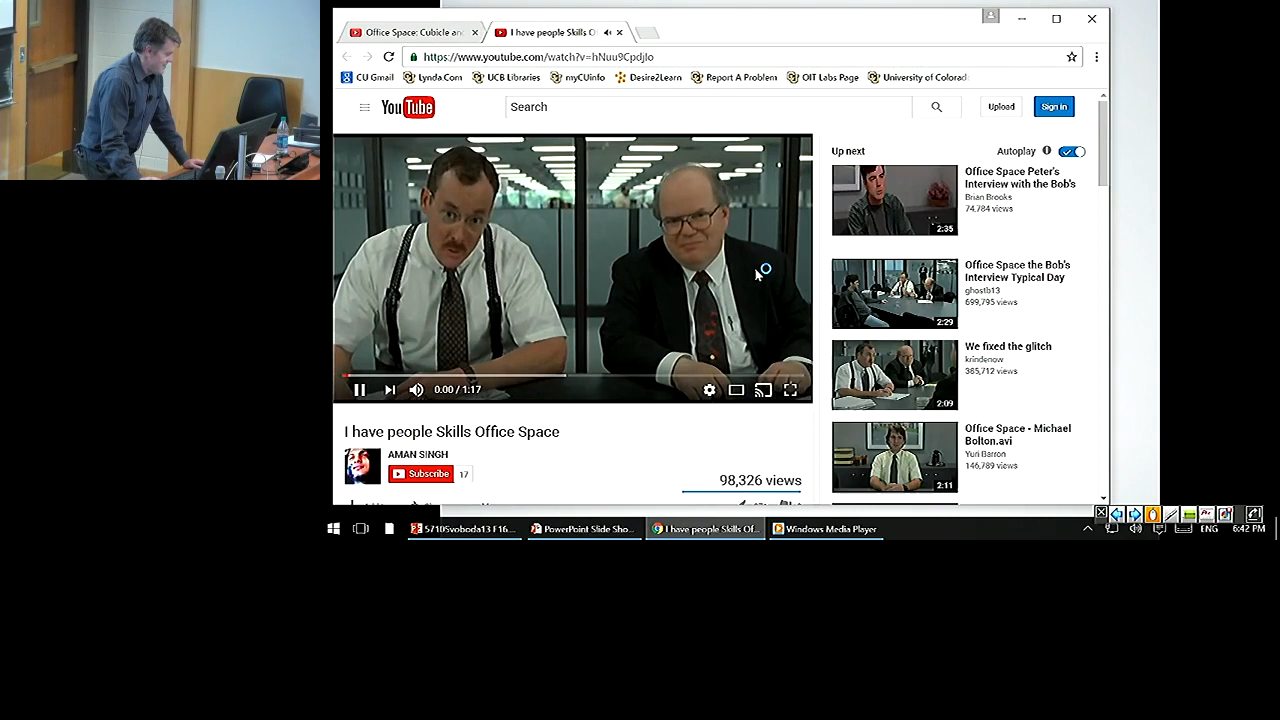 Office Space: Cubicle an
I have people Skills O
https://www.youtube.com/watch?v=hNuu9CpdjIo
CU Gmail
Lynda.Com
UCB Libraries
myCUinfo
Desire2Learn
Report A Problem
OIT Labs Page
University of Colorad
YouTube
Search
Upload
Sign in
Up next
Autoplay
Office Space Peter's
Interview with the Bob's
Brian Brooks
74,784 views
2:35
Office Space the Bob's
Interview Typical Day
ghostb13
699,795 views
2:29
We fixed the glitch
krindenow
385,712 views
2:09
Office Space - Michael
Bolton.avi
Yuri Barron
146,789 views
2:11
0:00 / 1:17
I have people Skills Office Space
AMAN SINGH
Subscribe
17
98,326 views
5710Svoboda13 F16...
PowerPoint Slide Sho...
I have people Skills Of...
Windows Media Player
ENG
6:42 PM